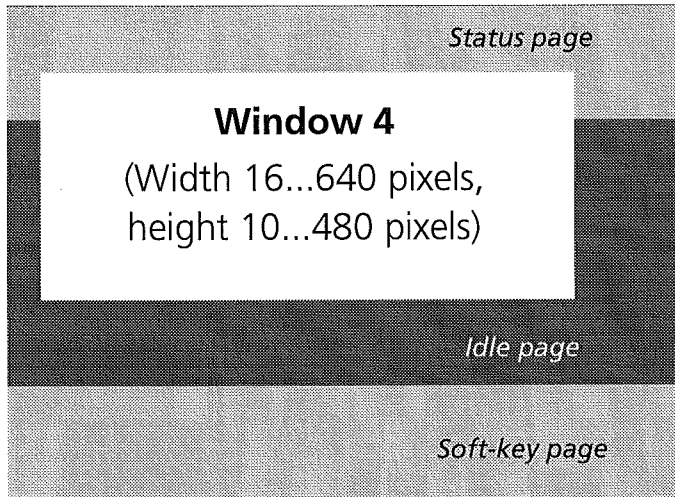 Status page
Window 4
(Width 16...640 pixels,
height 10...480 pixels)
Idle page
Soft-key page